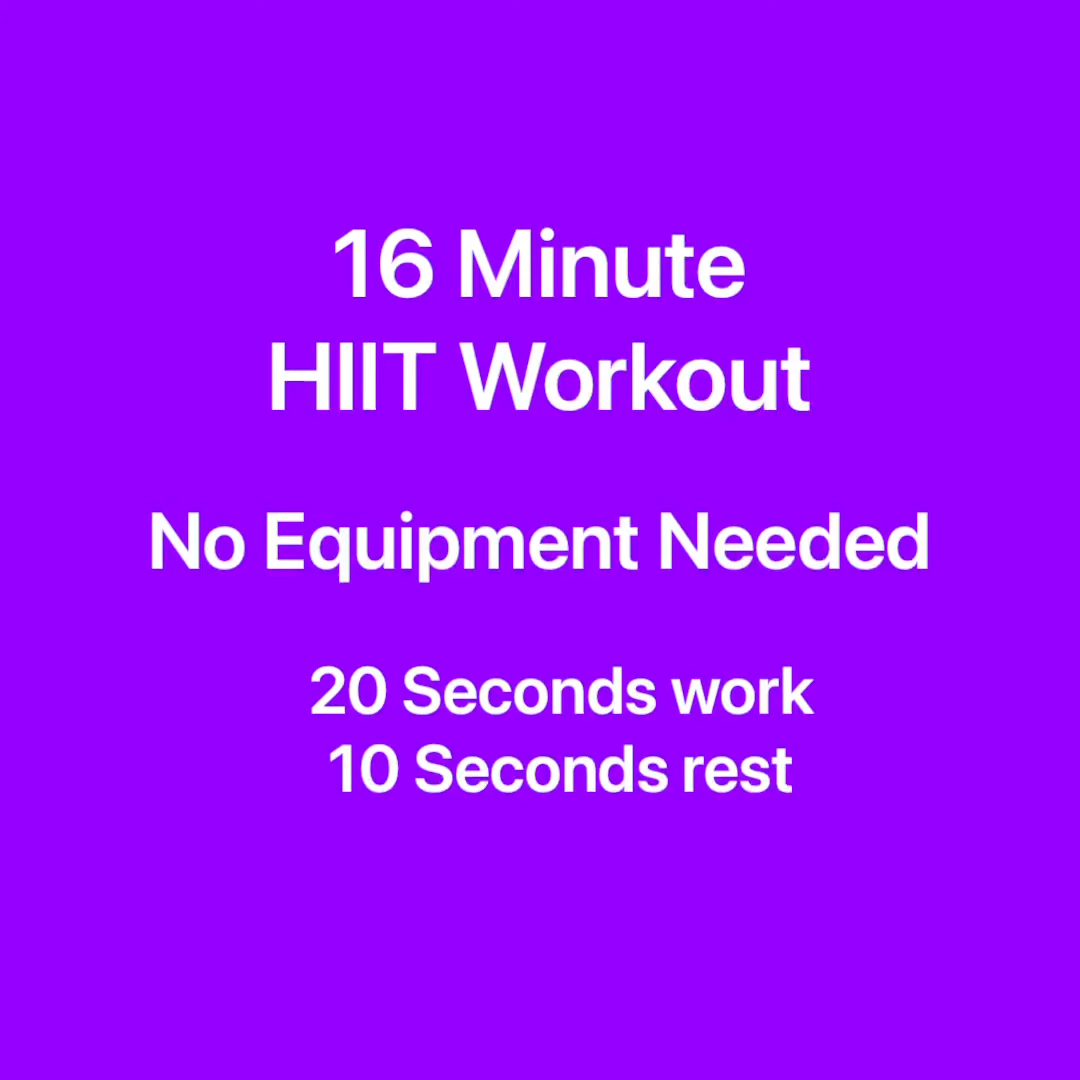 16 Minute
HIIT Workout
No Equipment Needed
20 Seconds work
10 Seconds rest